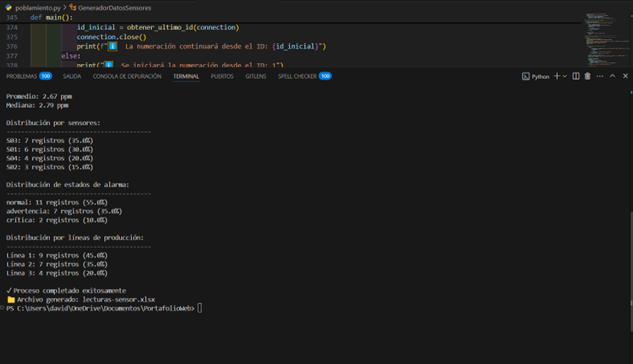 poblamiento.py > GeneradorDatosSensores
345 def main():
374 id_inicial = obtener_ultimo_id(connection)
375 connection.close()
376 print(f"ℹ️ La numeración continuará desde el ID: {id_inicial}")
377 else:
378 print("ℹ️ Se iniciará la numeración desde el ID: 1")
PROBLEMAS 100 SALIDA CONSOLA DE DEPURACIÓN TERMINAL PUERTOS GITLENS SPELL CHECKER 100
Python
Promedio: 2.67 ppm
Mediana: 2.79 ppm
Distribución por sensores:
----------------------------------------
S03: 7 registros (35.0%)
S01: 6 registros (30.0%)
S04: 4 registros (20.0%)
S02: 3 registros (15.0%)
Distribución de estados de alarma:
----------------------------------------
normal: 11 registros (55.0%)
advertencia: 7 registros (35.0%)
crítica: 2 registros (10.0%)
Distribución por líneas de producción:
----------------------------------------
Línea 1: 9 registros (45.0%)
Línea 2: 7 registros (35.0%)
Línea 3: 4 registros (20.0%)
✓ Proceso completado exitosamente
📁 Archivo generado: lecturas-sensor.xlsx
PS C:\Users\david\OneDrive\Documentos\PortafolioWeb>